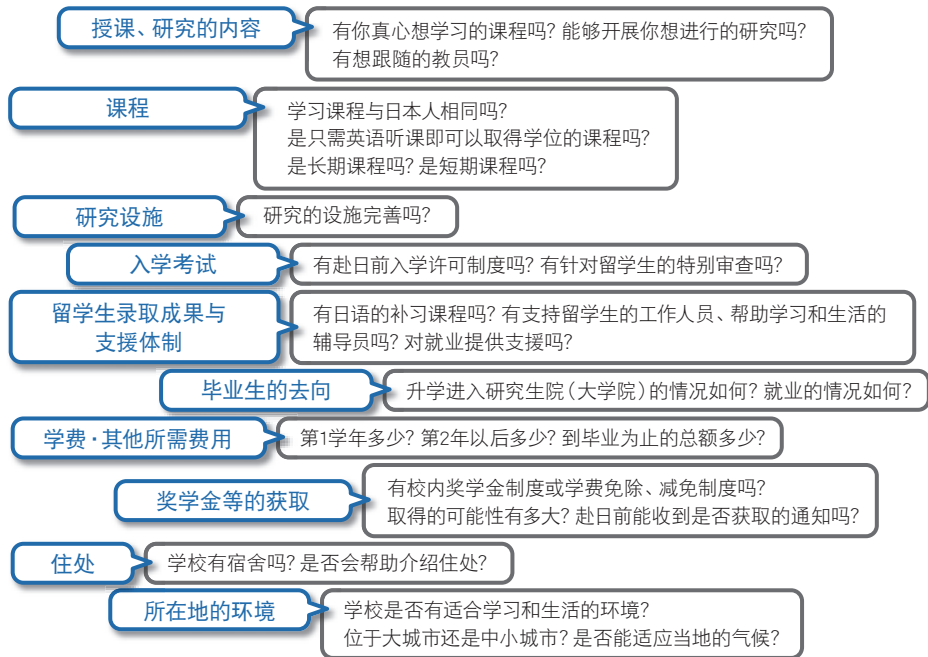 授课、研究的内容
有你真心想学习的课程吗？能够开展你想进行的研究吗？
有想跟随的教员吗？
课程
学习课程与日本人相同吗？
是只需英语听课即可以取得学位的课程吗？
是长期课程吗？是短期课程吗？
研究设施
研究的设施完善吗？
入学考试
有赴日前入学许可制度吗？有针对留学生的特别审查吗？
留学生录取成果与
支援体制
有日语的补习课程吗？有支持留学生的工作人员、帮助学习和生活的
辅导员吗？对就业提供支援吗？
毕业生的去向
升学进入研究生院（大学院）的情况如何？就业的情况如何？
学费·其他所需费用
第1学年多少？第2年以后多少？到毕业为止的总额多少？
奖学金等的获取
有校内奖学金制度或学费免除、减免制度吗？
取得的可能性有多大？赴日前能收到是否获取的通知吗？
住处
学校有宿舍吗？是否会帮助介绍住处？
所在地的环境
学校是否有适合学习和生活的环境？
位于大城市还是中小城市？是否能适应当地的气候？